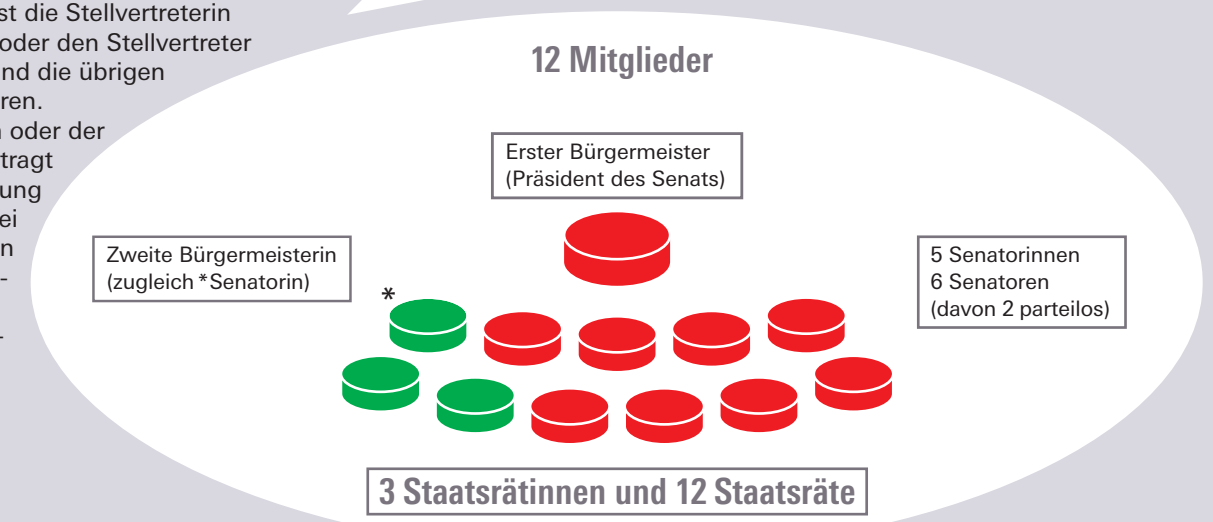 st die Stellvertreterin
oder den Stellvertreter
nd die übrigen
ren.
oder der
tragt
ung
ei
n
-
-
12 Mitglieder
Erster Bürgermeister
(Präsident des Senats)
Zweite Bürgermeisterin
(zugleich *Senatorin)
*
5 Senatorinnen
6 Senatoren
(davon 2 parteilos)
3 Staatsrätinnen und 12 Staatsräte